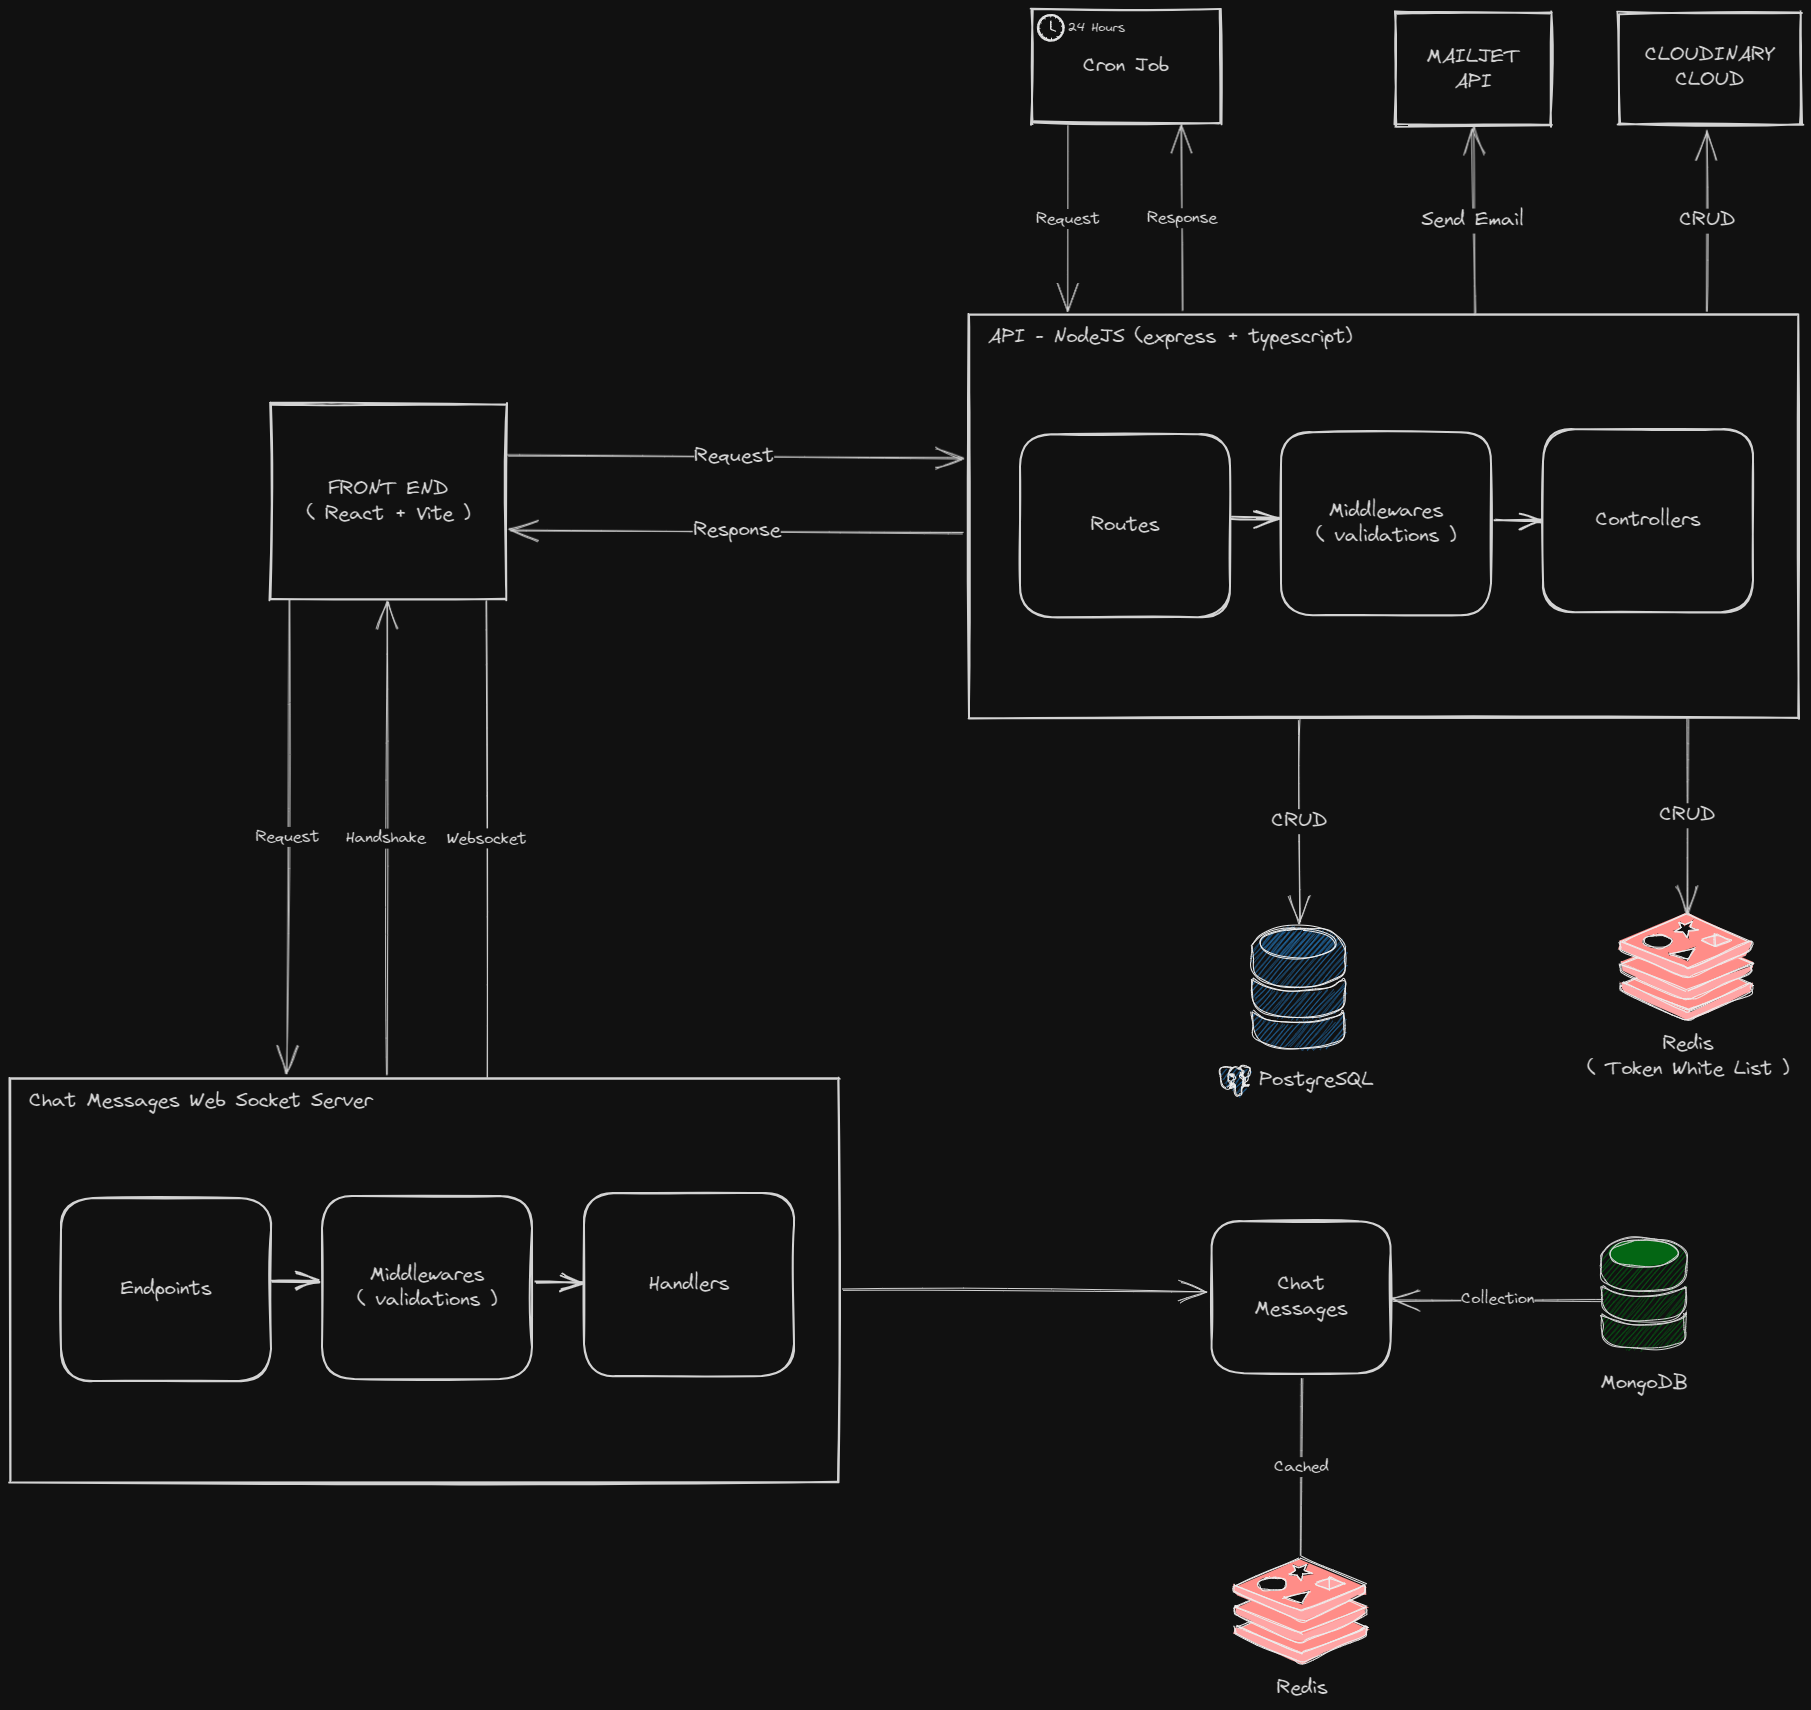 24 Hours
Cron Job
MAILJET
API
CLOUDINARY
CLOUD
Request
Response
Send Email
CRUD
API - NodeJS (express + typescript)
FRONT END
( React + Vite )
Request
Response
Routes
Middlewares
( validations )
Controllers
Request
Handshake
Websocket
CRUD
CRUD
PostgreSQL
Redis
( Token White List )
Chat Messages Web Socket Server
Endpoints
Middlewares
( validations )
Handlers
Chat
Messages
Collection
MongoDB
Cached
Redis